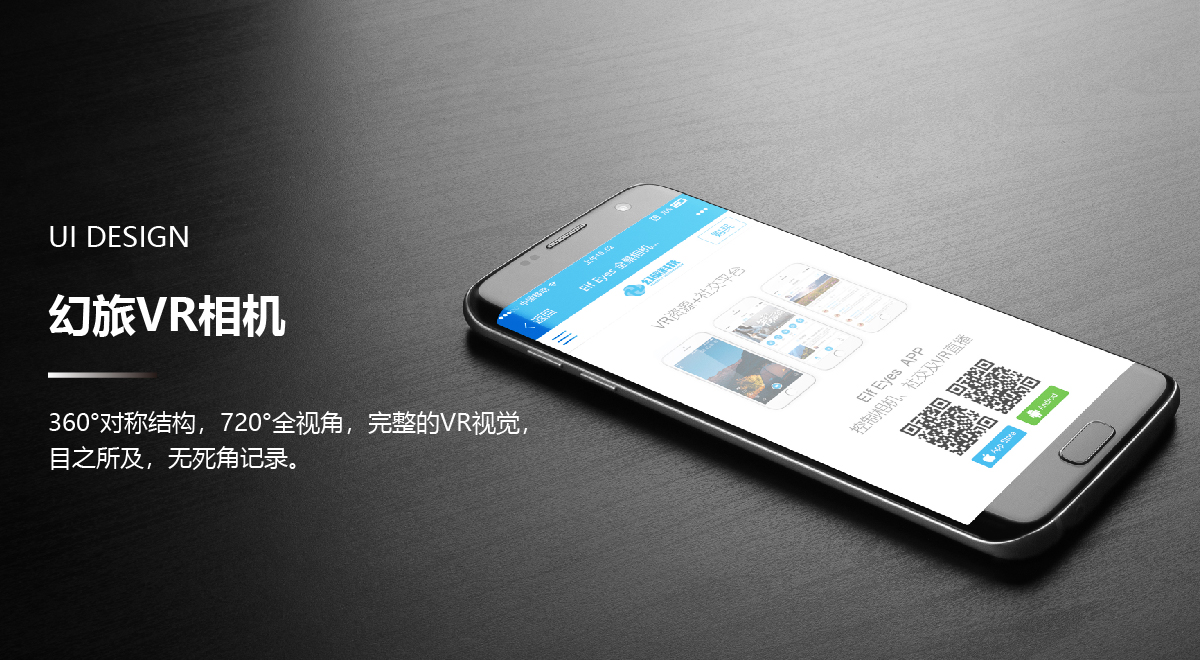 UI DESIGN
幻旅VR相机
360°对称结构，720°全视角，完整的VR视觉，
目之所及，无死角记录。
Elf Eyes 全景相机
返回
VR资源+社交平台
Elf Eyes APP
控制相机、社交及VR直播
App Store
Android